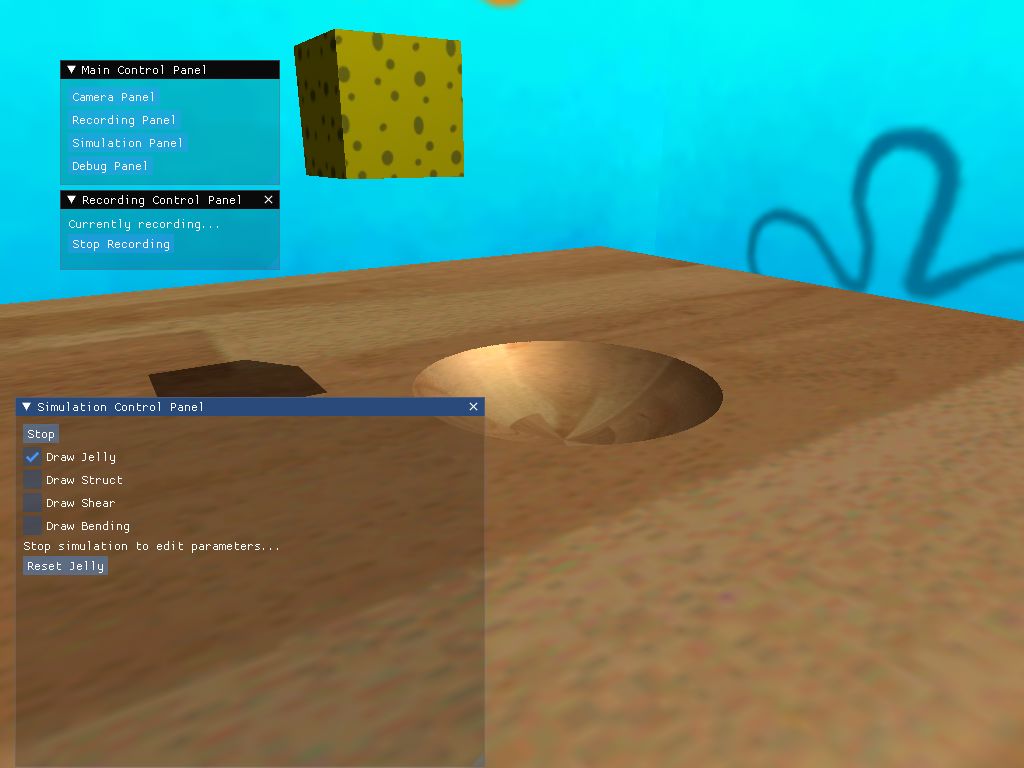 Main Control Panel
Camera Panel
Recording Panel
Simulation Panel
Debug Panel
Recording Control Panel
Currently recording...
Stop Recording
Simulation Control Panel
Stop
Draw Jelly
Draw Struct
Draw Shear
Draw Bending
Stop simulation to edit parameters...
Reset Jelly